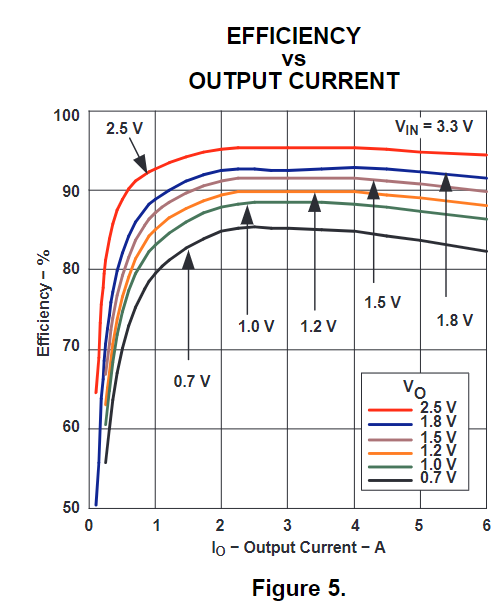 EFFICIENCY
vs
OUTPUT CURRENT
100
90
80
70
60
50
Efficiency – %
2.5 V
VIN = 3.3 V
1.0 V
1.2 V
1.5 V
1.8 V
0.7 V
VO
2.5 V
1.8 V
1.5 V
1.2 V
1.0 V
0.7 V
0 1 2 3 4 5 6
IO – Output Current – A
Figure 5.